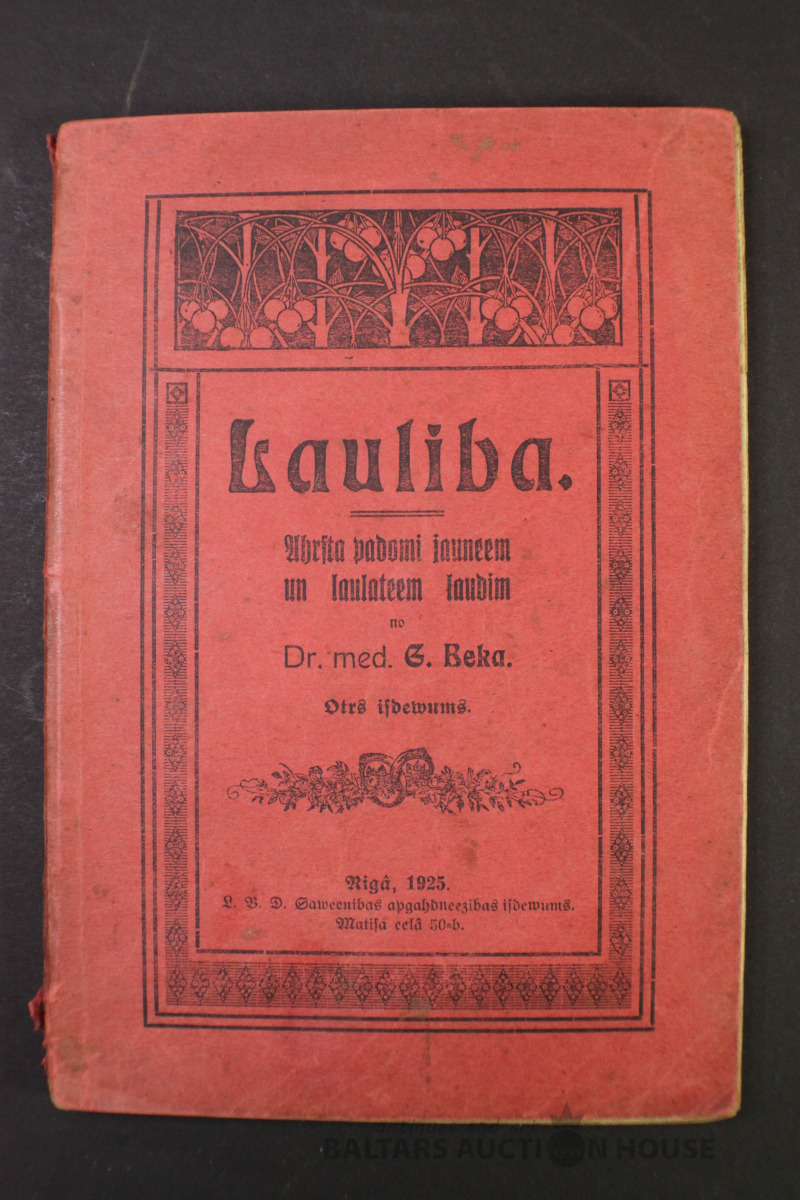 Lauliba.
Ahrſta padomi jauneem
un laulateem laudim
no
Dr. med. G. Beka.
Otrs iſdewums.
Rigâ, 1925.
L. B. D. Saweenibas apgahdneezibas iſdewums.
Matiſa eelâ 50-b.
BALTARS AUCTION HOUSE